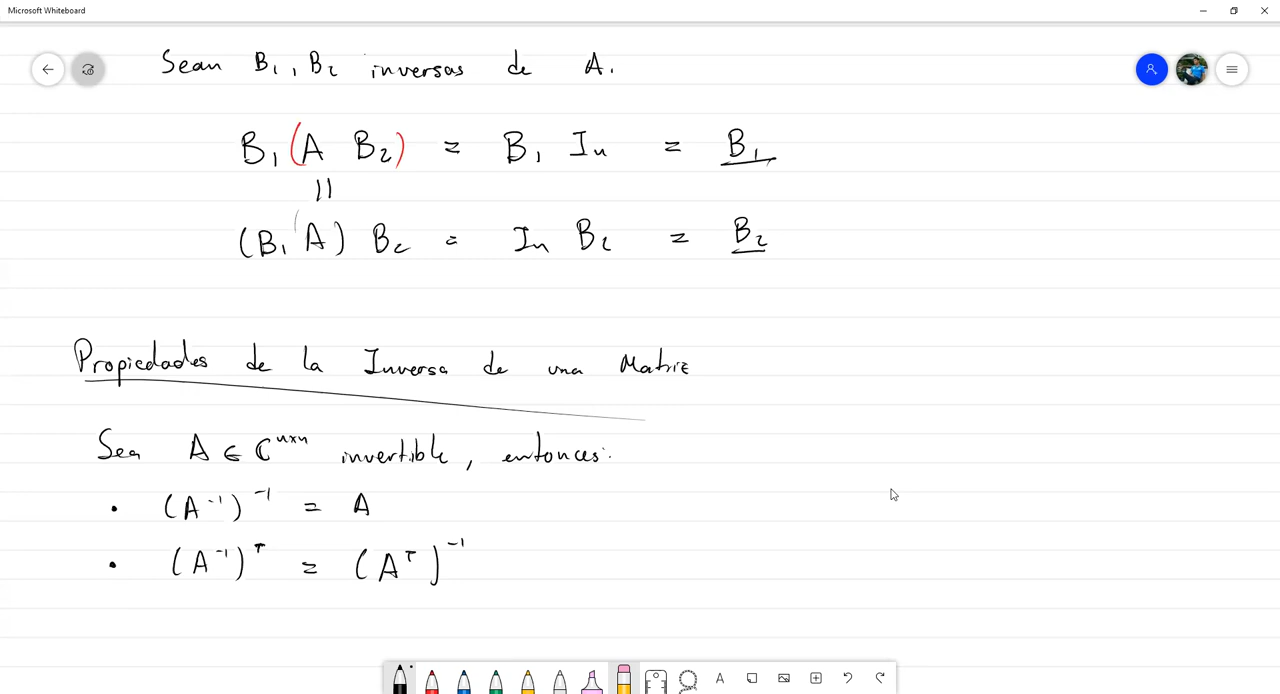 Microsoft Whiteboard
Sean B₁, B₂ inversas de A.
B₁(A B₂) = B₁ In = B₁
||
(B₁ A) B₂ = In B₂ = B₂
Propiedades de la Inversa de una Matriz
Sea A ∈ ℂⁿˣⁿ invertible, entonces:
• (A⁻¹)⁻¹ = A
• (A⁻¹)ᵀ = (Aᵀ)⁻¹